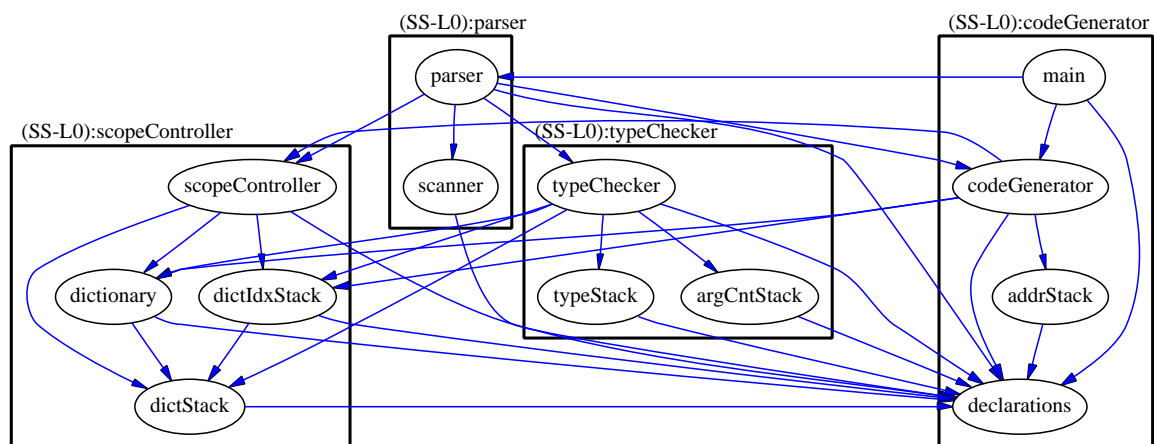 (SS-L0):parser
(SS-L0):codeGenerator
parser
main
(SS-L0):scopeController
(SS-L0):typeChecker
scopeController
scanner
typeChecker
codeGenerator
dictionary
dictIdxStack
typeStack
argCntStack
addrStack
dictStack
declarations